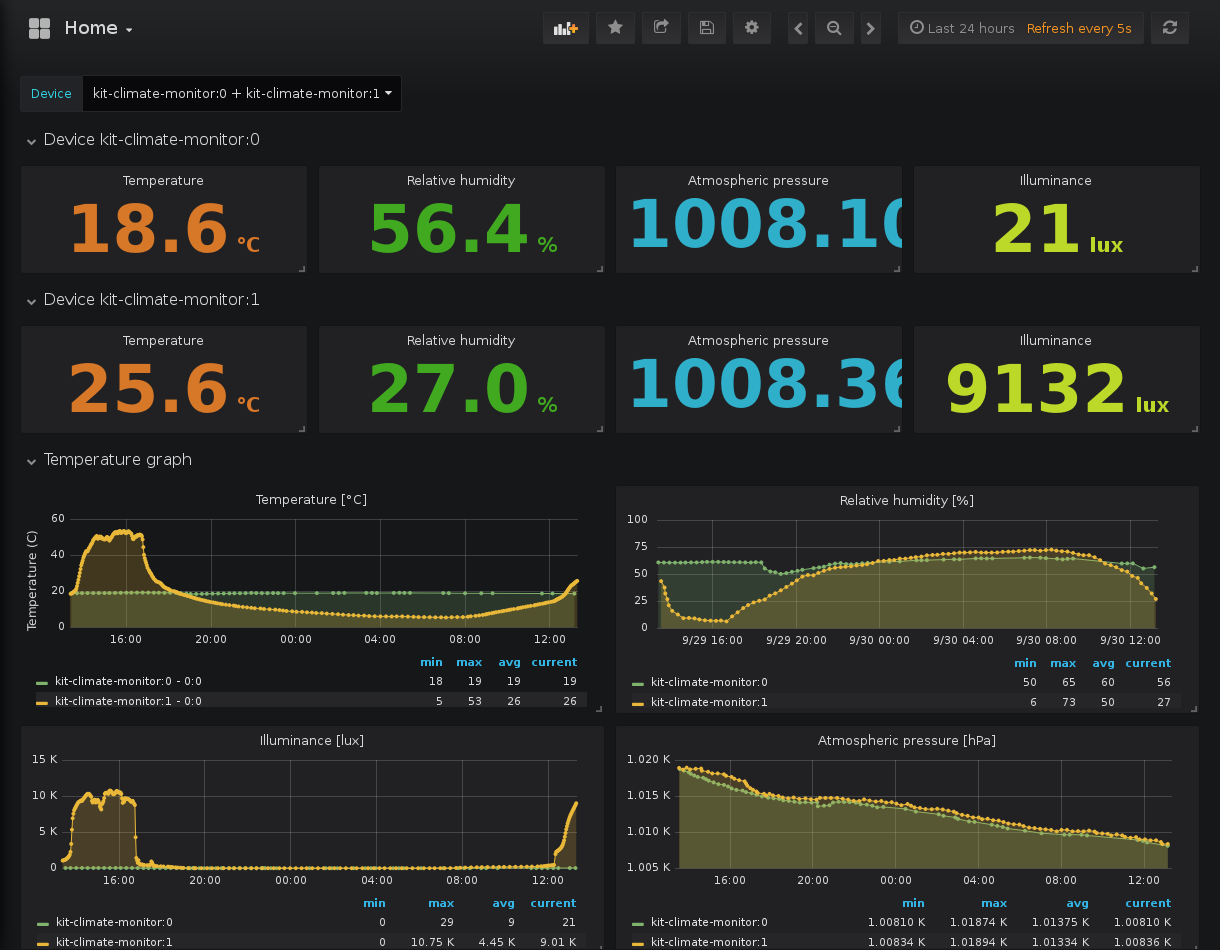 Home
Last 24 hours Refresh every 5s
Device kit-climate-monitor:0 + kit-climate-monitor:1
Device kit-climate-monitor:0
Temperature Relative humidity Atmospheric pressure Illuminance
18.6 °C 56.4 % 1008.10 21 lux
Device kit-climate-monitor:1
Temperature Relative humidity Atmospheric pressure Illuminance
25.6 °C 27.0 % 1008.36 9132 lux
Temperature graph
Temperature [°C]
Temperature (C)
60
40
20
0
16:00 20:00 00:00 04:00 08:00 12:00
min max avg current
kit-climate-monitor:0 - 0:0 18 19 19 19
kit-climate-monitor:1 - 0:0 5 53 26 26
Relative humidity [%]
100
75
50
25
0
9/29 16:00 9/29 20:00 9/30 00:00 9/30 04:00 9/30 08:00 9/30 12:00
min max avg current
kit-climate-monitor:0 50 65 60 56
kit-climate-monitor:1 6 73 50 27
Illuminance [lux]
15 K
10 K
5 K
0
16:00 20:00 00:00 04:00 08:00 12:00
min max avg current
kit-climate-monitor:0 0 29 9 21
kit-climate-monitor:1 0 10.75 K 4.45 K 9.01 K
Atmospheric pressure [hPa]
1.020 K
1.015 K
1.010 K
1.005 K
16:00 20:00 00:00 04:00 08:00 12:00
min max avg current
kit-climate-monitor:0 1.00810 K 1.01874 K 1.01375 K 1.00810 K
kit-climate-monitor:1 1.00834 K 1.01894 K 1.01334 K 1.00836 K